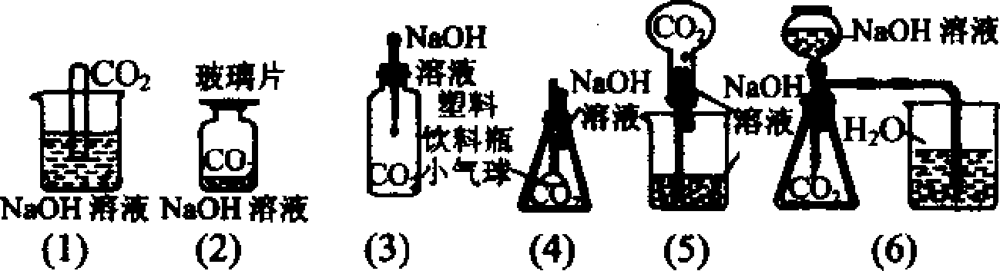 CO₂
NaOH 溶液
(1)
玻璃片
CO
NaOH 溶液
(2)
NaOH
溶液
塑料
饮料瓶
CO
(3)
NaOH
溶液
小气球
CO₂
(4)
CO₂
NaOH
溶液
(5)
NaOH 溶液
H₂O
CO₂
(6)